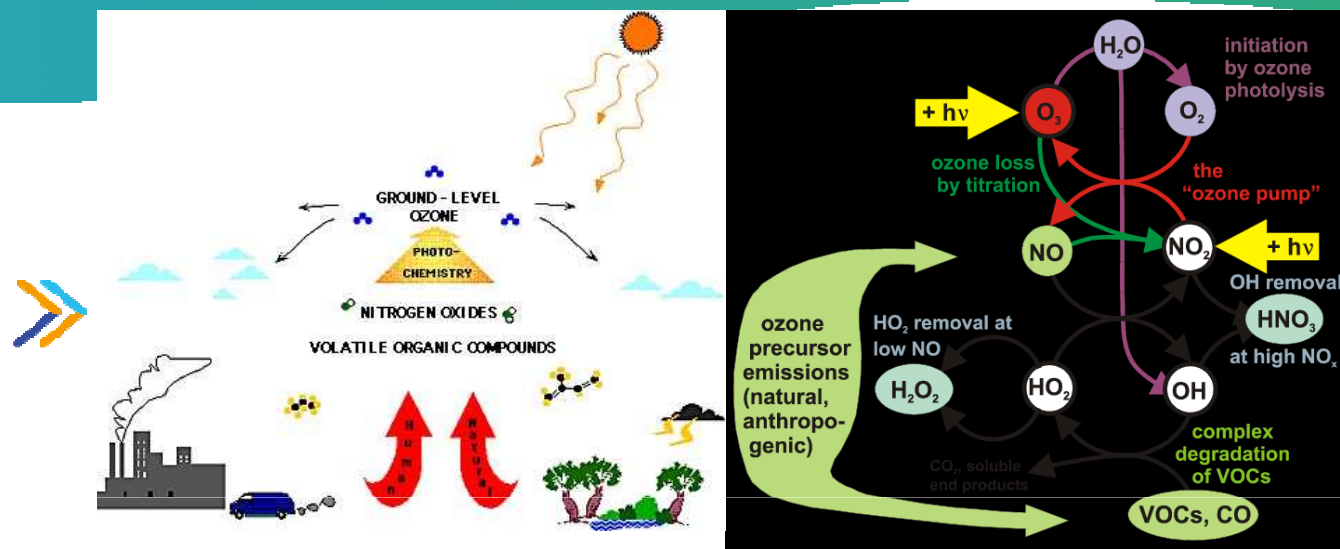 GROUND - LEVEL
OZONE
PHOTO-
CHEMISTRY
NITROGEN OXIDES
VOLATILE ORGANIC COMPOUNDS
Human
Natural
H₂O
initiation
by ozone
photolysis
+ hν
O₃
O₂
ozone loss
by titration
the
"ozone pump"
NO
NO₂
+ hν
OH removal
HNO₃
at high NOₓ
ozone
precursor
emissions
(natural,
anthropo-
genic)
HO₂ removal at
low NO
H₂O₂
HO₂
OH
complex
degradation
of VOCs
CO₂, soluble
end products
VOCs, CO